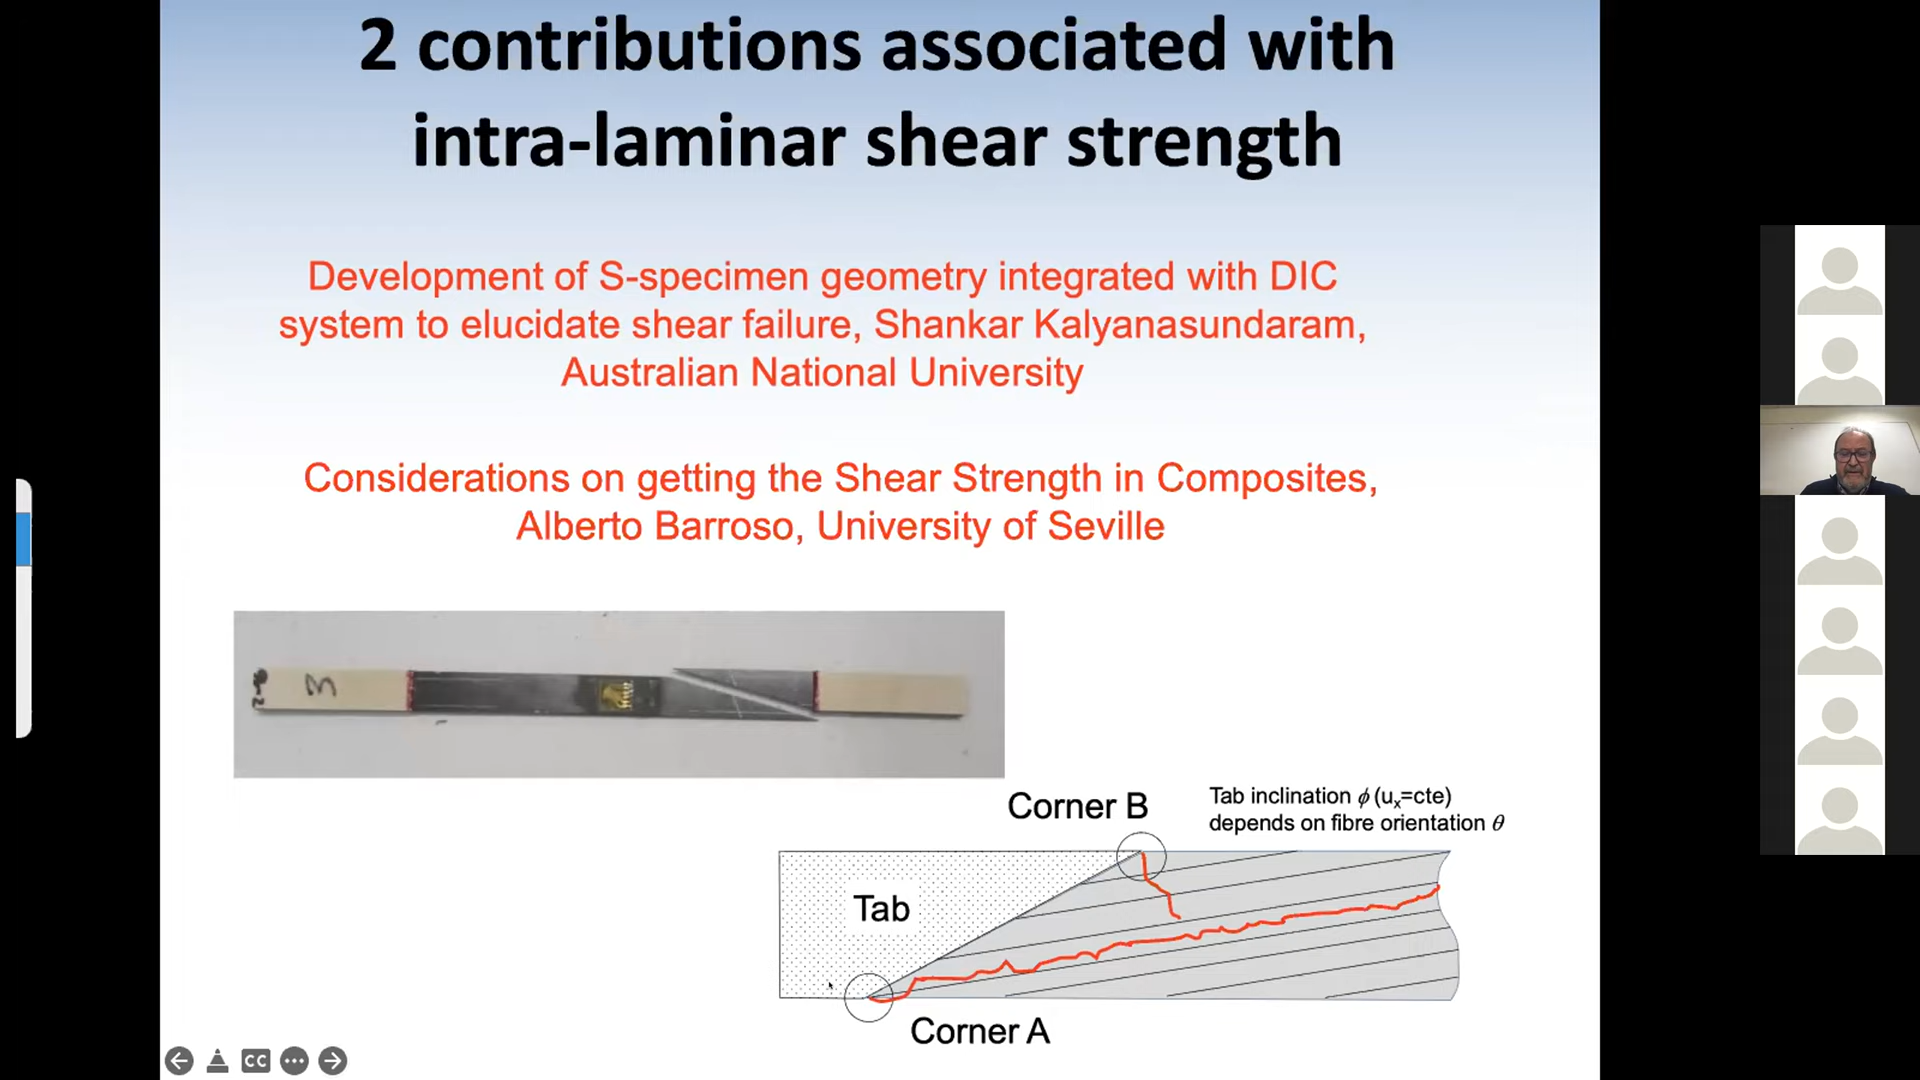 2 contributions associated with
intra-laminar shear strength
Development of S-specimen geometry integrated with DIC
system to elucidate shear failure, Shankar Kalyanasundaram,
Australian National University
Considerations on getting the Shear Strength in Composites,
Alberto Barroso, University of Seville
3
Corner B
Tab inclination ϕ (uₓ=cte)
depends on fibre orientation θ
Tab
Corner A
CC